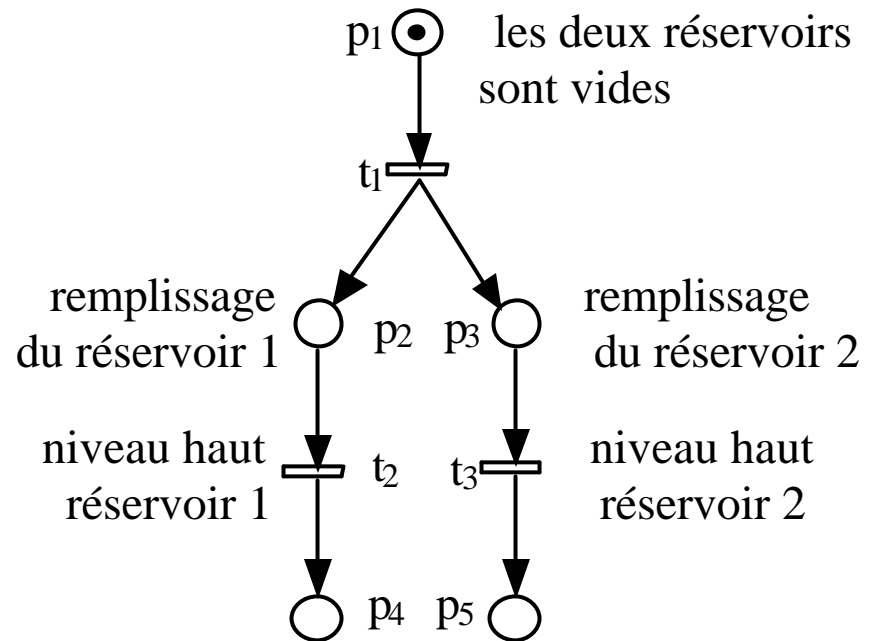 p1 les deux réservoirs
sont vides
t1
remplissage
du réservoir 1
p2
p3
remplissage
du réservoir 2
niveau haut
réservoir 1
t2
t3
niveau haut
réservoir 2
p4
p5